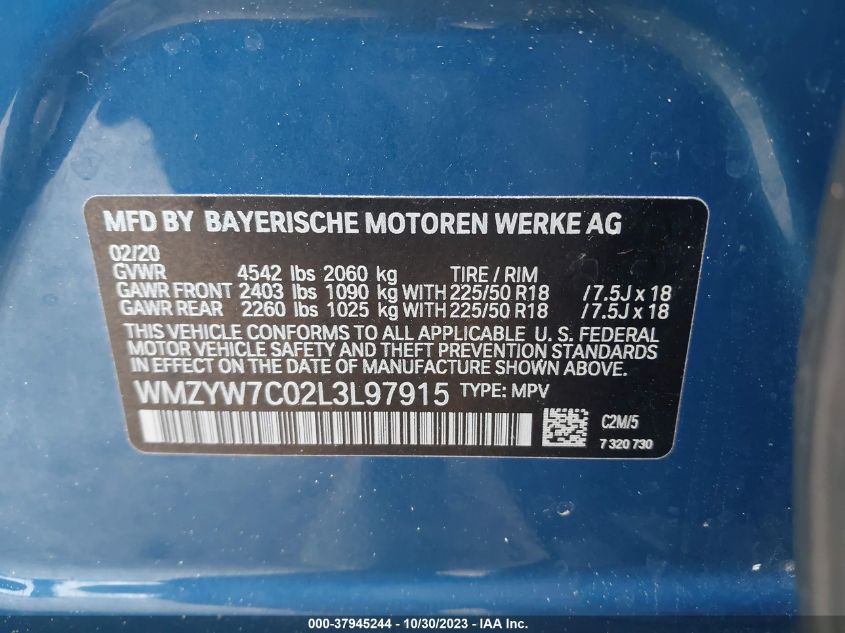 MFD BY BAYERISCHE MOTOREN WERKE AG
02/20
GVWR 4542 lbs 2060 kg TIRE / RIM
GAWR FRONT 2403 lbs 1090 kg WITH 225/50 R18 /7.5J x 18
GAWR REAR 2260 lbs 1025 kg WITH 225/50 R18 /7.5J x 18
THIS VEHICLE CONFORMS TO ALL APPLICABLE U. S. FEDERAL
MOTOR VEHICLE SAFETY AND THEFT PREVENTION STANDARDS
IN EFFECT ON THE DATE OF MANUFACTURE SHOWN ABOVE.
WMZYW7C02L3L97915 TYPE: MPV
C2M/5
7 320 730
000-37945244 - 10/30/2023 - IAA Inc.